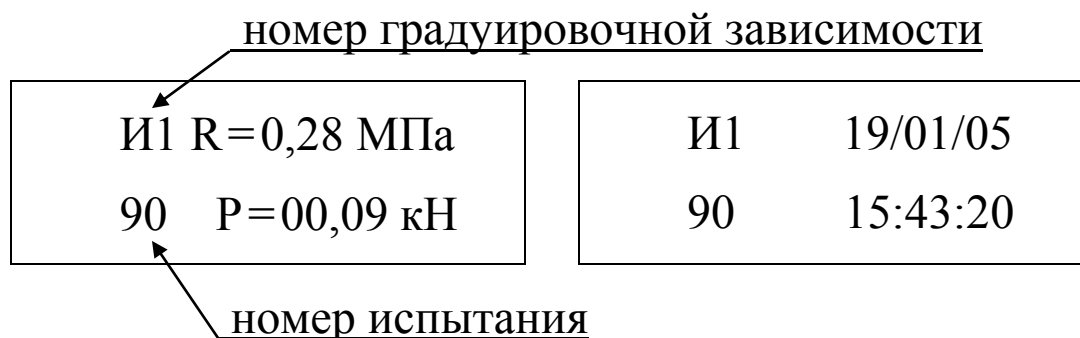 номер градуировочной зависимости
И1 R=0,28 МПа
90 P=00,09 кН
И1 19/01/05
90 15:43:20
номер испытания